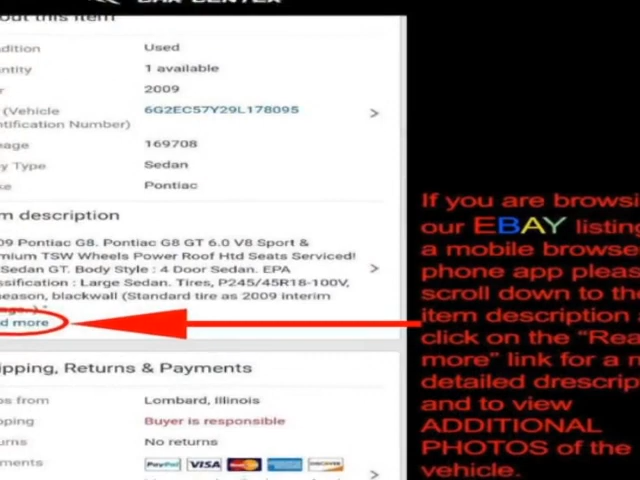 CAR CENTER
out this item
dition
Used
ntity
1 available
r
2009
(Vehicle
ntification Number)
6G2EC57Y29L178095
eage
169708
y Type
Sedan
ke
Pontiac
m description
09 Pontiac G8. Pontiac G8 GT 6.0 V8 Sport &
mium TSW Wheels Power Roof Htd Seats Serviced!
Sedan GT. Body Style : 4 Door Sedan. EPA
ssification : Large Sedan. Tires, P245/45R18-100V,
season, blackwall (Standard tire as 2009 interim
d more
ipping, Returns & Payments
s from
Lombard, Illinois
pping
Buyer is responsible
urns
No returns
ments
PayPal VISA DISCOVER
If you are browsi
our EBAY listing
a mobile browse
phone app pleas
scroll down to the
item description a
click on the "Rea
more" link for a m
detailed drescrip
and to view
ADDITIONAL
PHOTOS of the
vehicle.